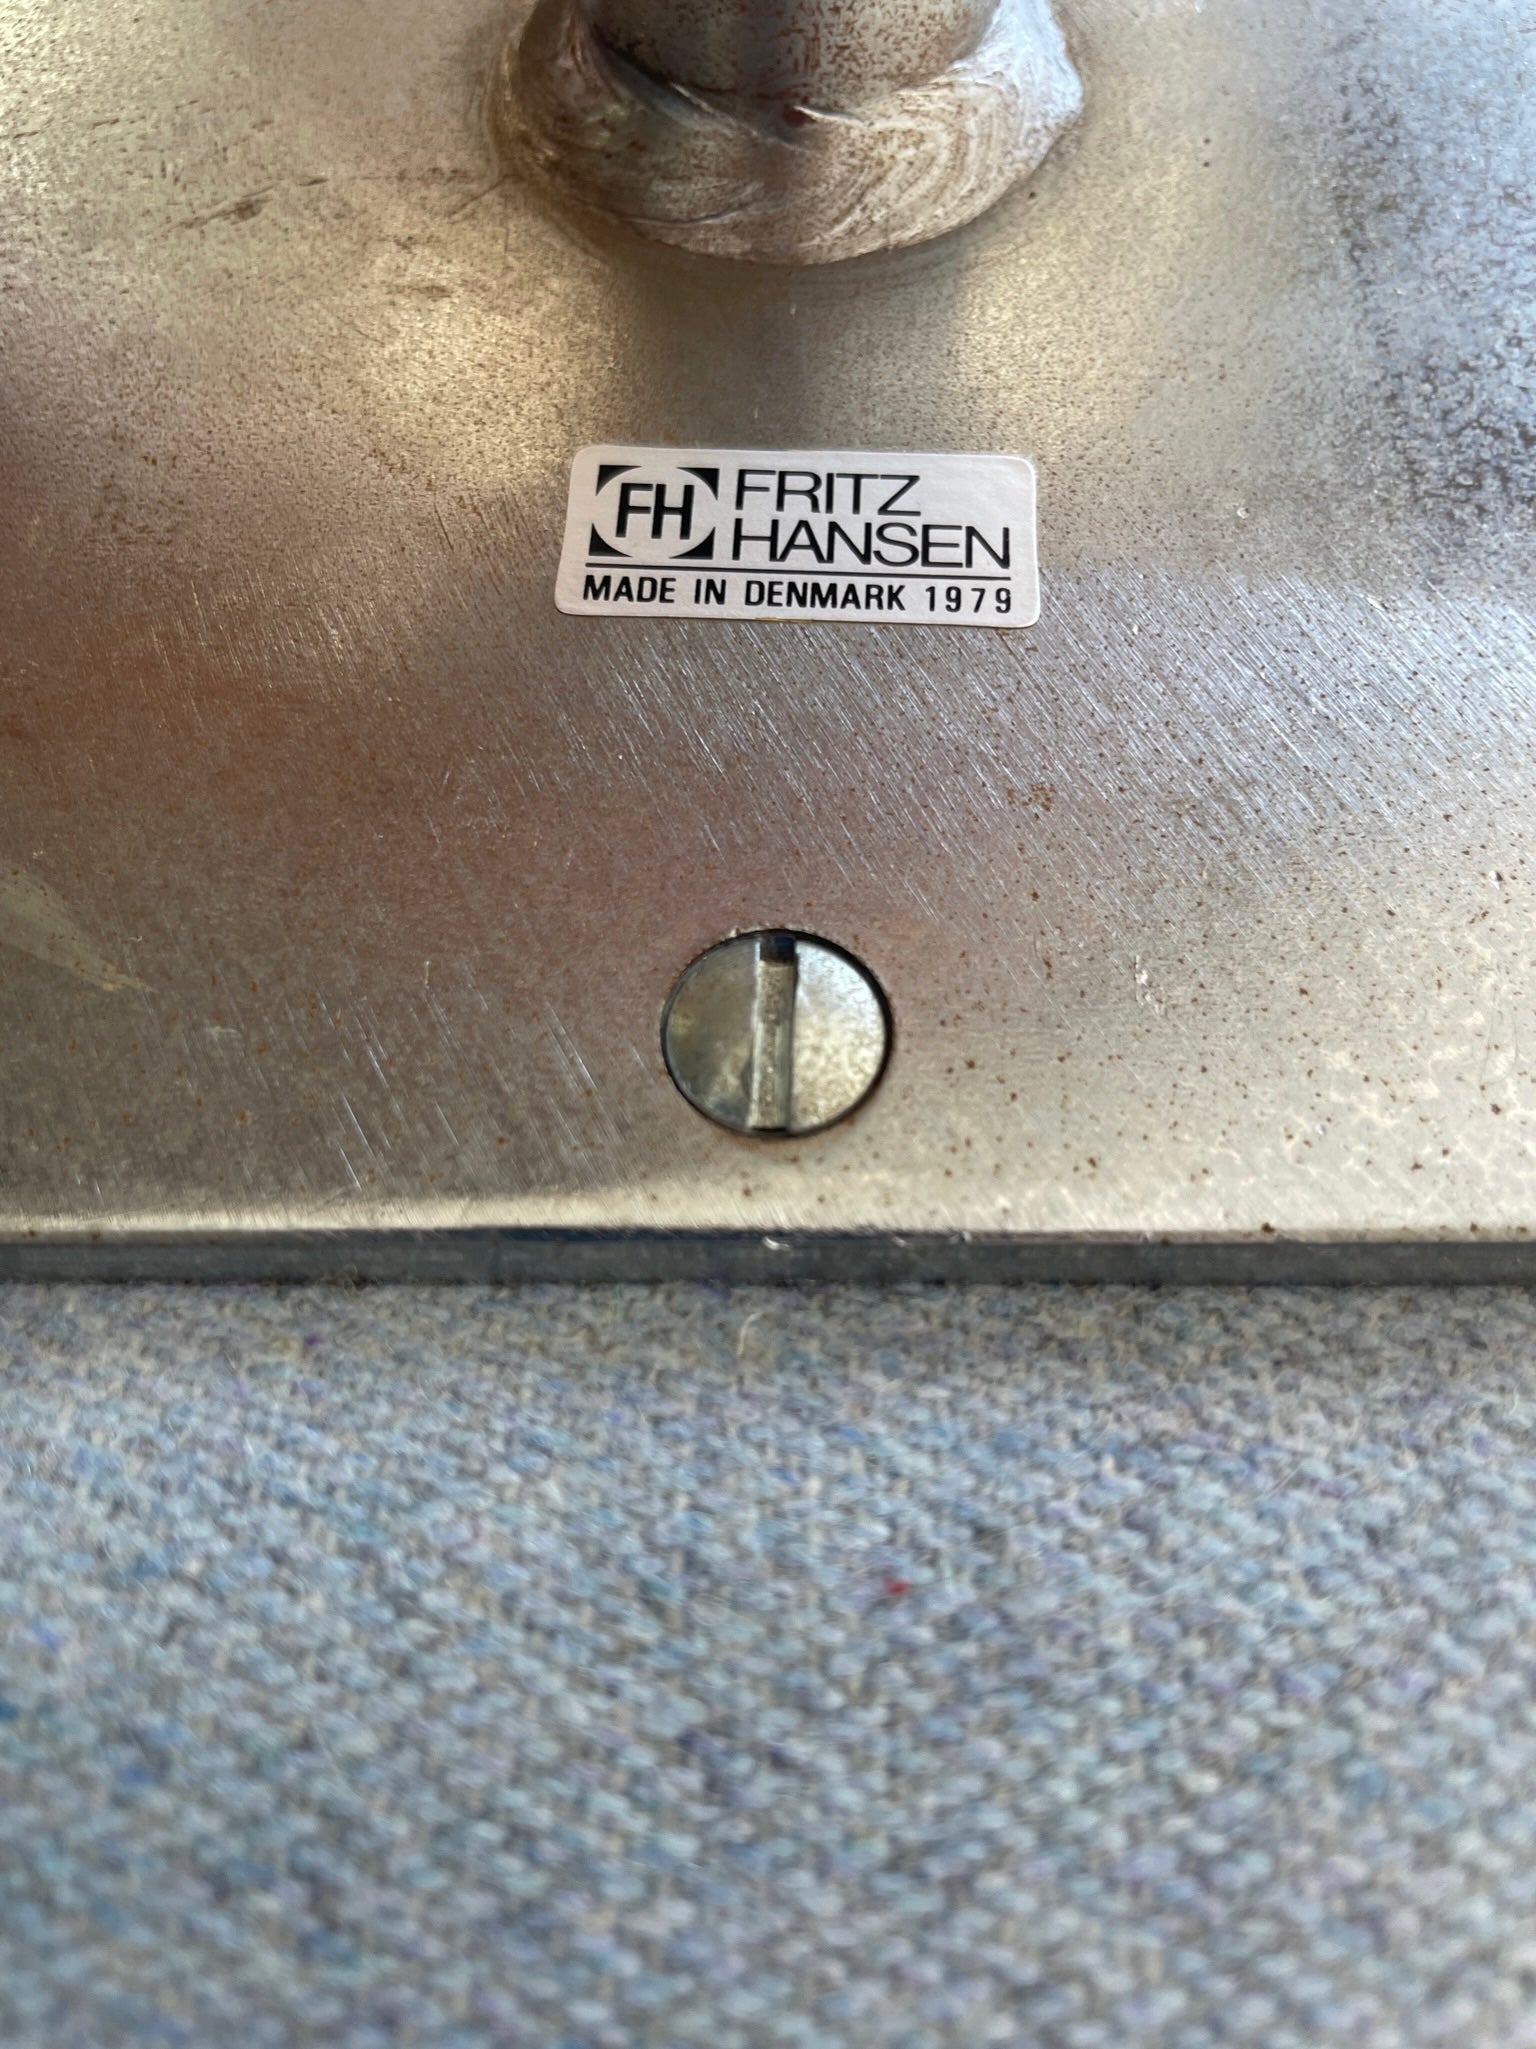 FH
FRITZ
HANSEN
MADE IN DENMARK 1979